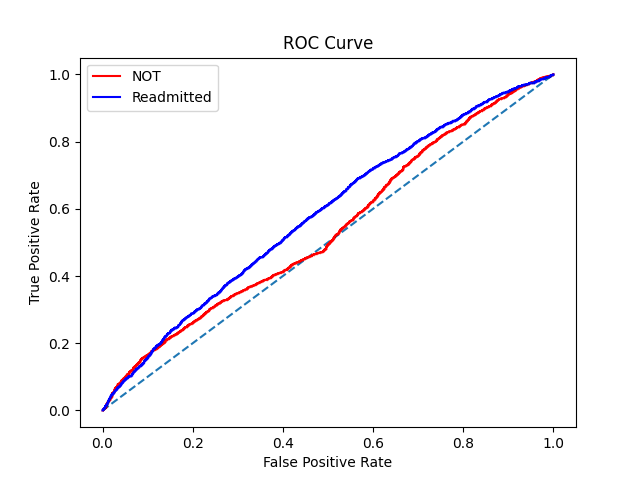 ROC Curve
NOT
Readmitted
True Positive Rate
1.0
0.8
0.6
0.4
0.2
0.0
0.0 0.2 0.4 0.6 0.8 1.0
False Positive Rate